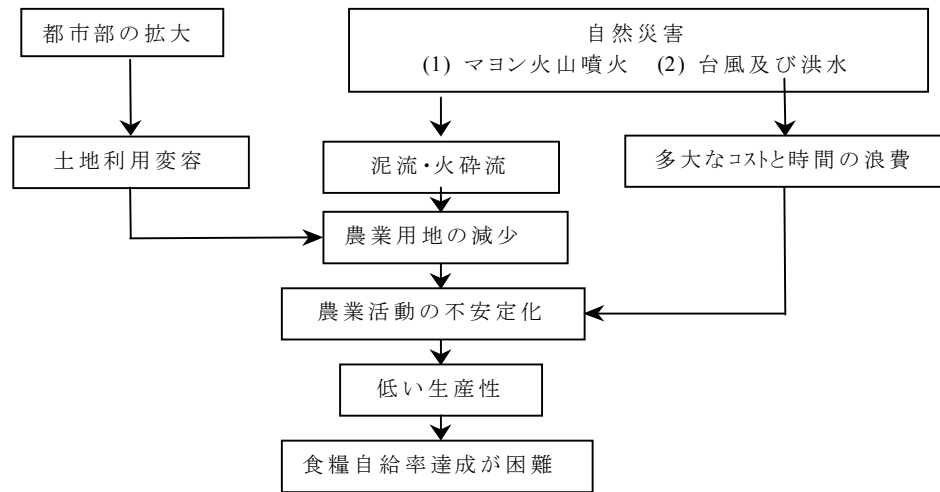 都市部の拡大
自然災害
(1) マヨン火山噴火 (2) 台風及び洪水
土地利用変容
泥流・火砕流
多大なコストと時間の浪費
農業用地の減少
農業活動の不安定化
低い生産性
食糧自給率達成が困難